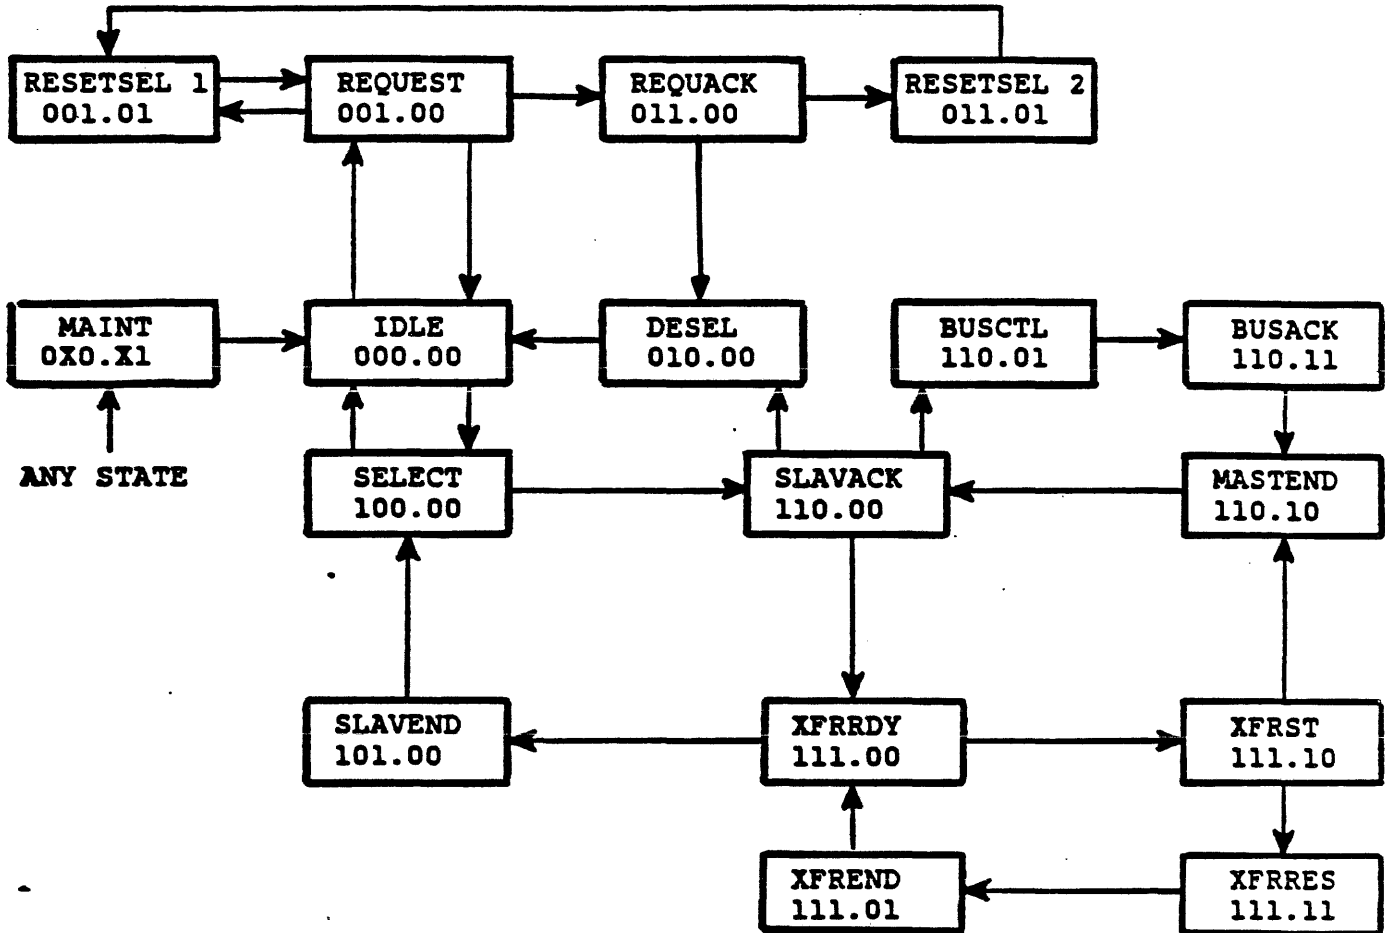 RESETSEL 1
001.01
REQUEST
001.00
REQUACK
011.00
RESETSEL 2
011.01
MAINT
0X0.X1
IDLE
000.00
DESEL
010.00
BUSCTL
110.01
BUSACK
110.11
ANY STATE
SELECT
100.00
SLAVACK
110.00
MASTEND
110.10
SLAVEND
101.00
XFRRDY
111.00
XFRST
111.10
XFREND
111.01
XFRRES
111.11